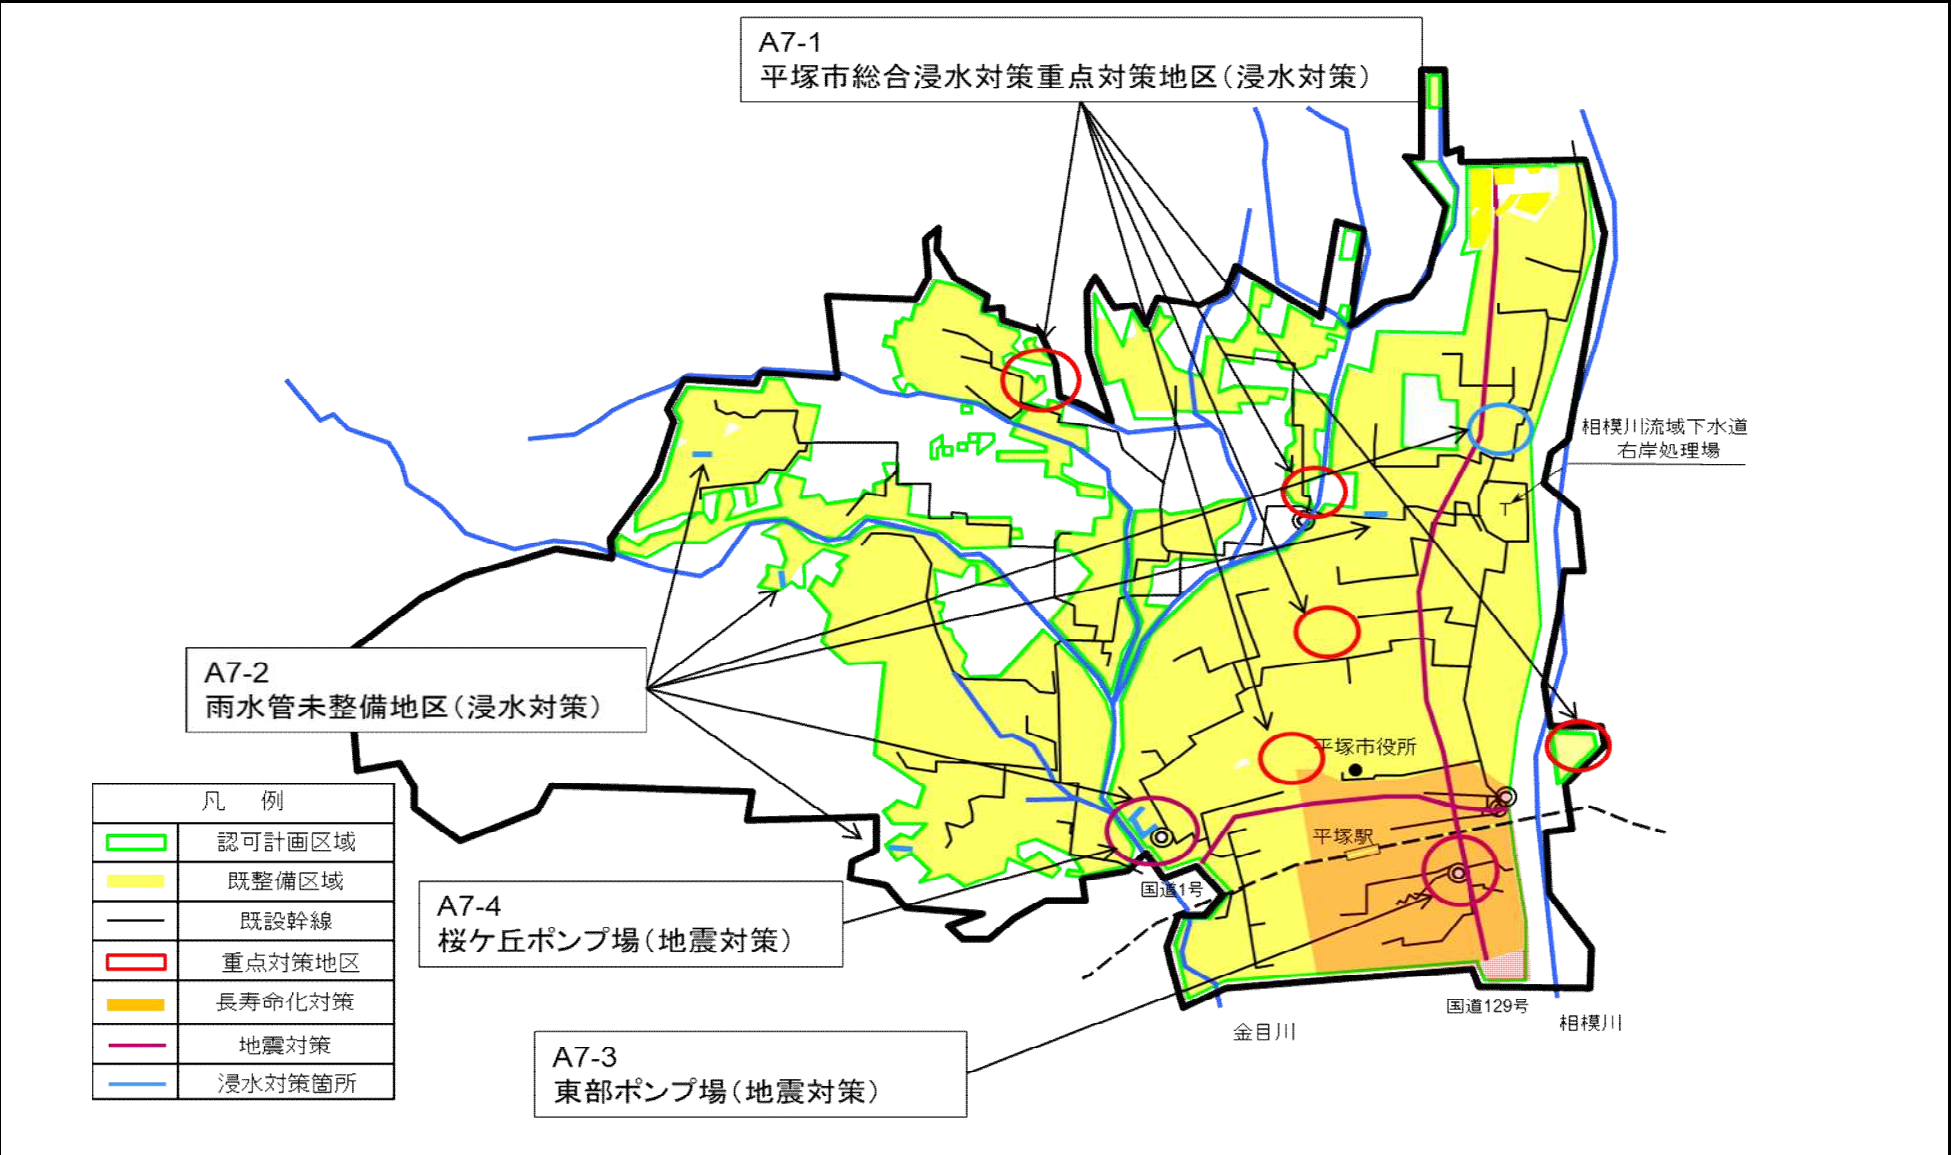 A7-1
平塚市総合浸水対策重点対策地区(浸水対策)
相模川流域下水道
右岸処理場
T
A7-2
雨水管未整備地区(浸水対策)
平塚市役所
平塚駅
国道1号
A7-4
桜ケ丘ポンプ場(地震対策)
国道129号
相模川
金目川
A7-3
東部ポンプ場(地震対策)
凡 例
認可計画区域
既整備区域
既設幹線
重点対策地区
長寿命化対策
地震対策
浸水対策箇所